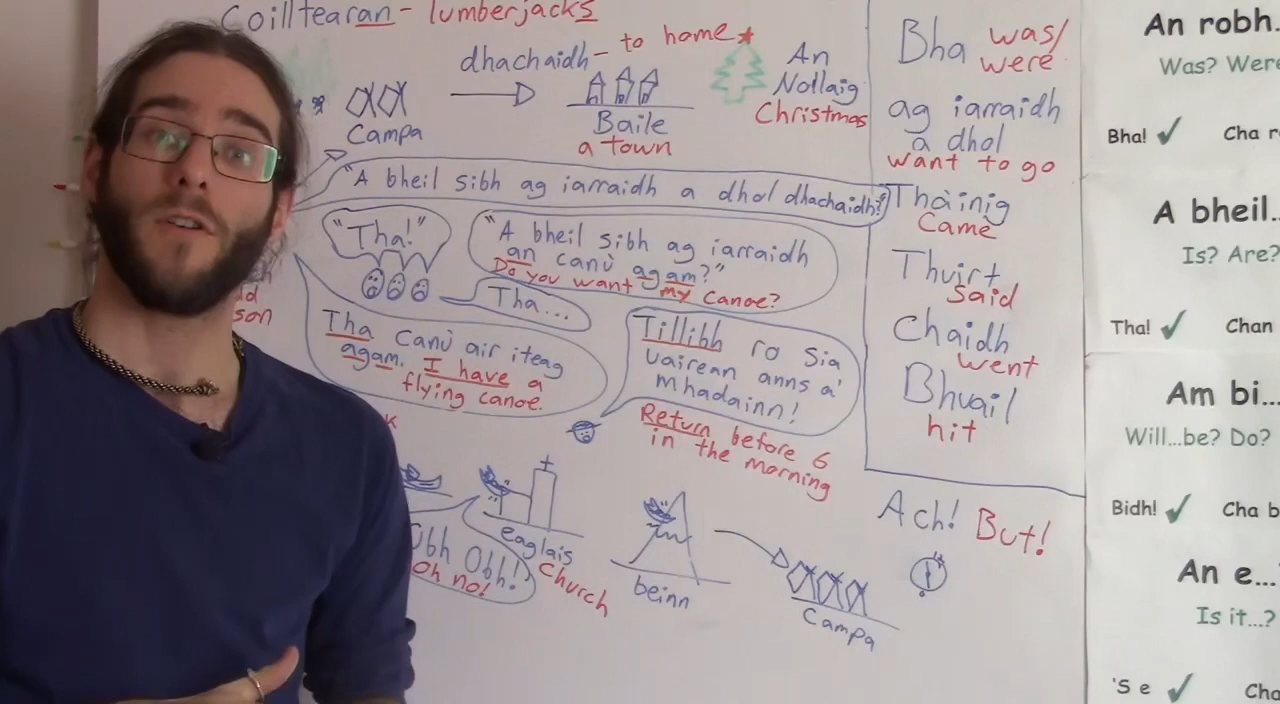 Coilltearan - lumberjacks
dhachaidh - to home
Campa
Baile
a town
An
Nollaig
Christmas
"A bheil sibh ag iarraidh a dhol dhachaidh?"
"Tha!"
"A bheil sibh ag iarraidh
an canù agam?"
Do you want my canoe?
Tha...
son
Tha canù air iteag
agam. I have a
flying canoe.
Tillibh ro sia
uairean anns a'
mhadainn!
Return before 6
in the morning
Obh Obh!
Oh no!
eaglais
Church
beinn
Campa
Ach! But!
Bha was/
were
ag iarraidh
a dhol
want to go
Thàinig
Came
Thuirt
Said
Chaidh
went
Bhuail
hit
An robh...
Was? Were
Bha! ✓ Cha r
A bheil...
Is? Are?
Tha! ✓ Chan
Am bi...
Will...be? Do?
Bidh! ✓ Cha b
An e...
Is it...?
'S e ✓ Cha